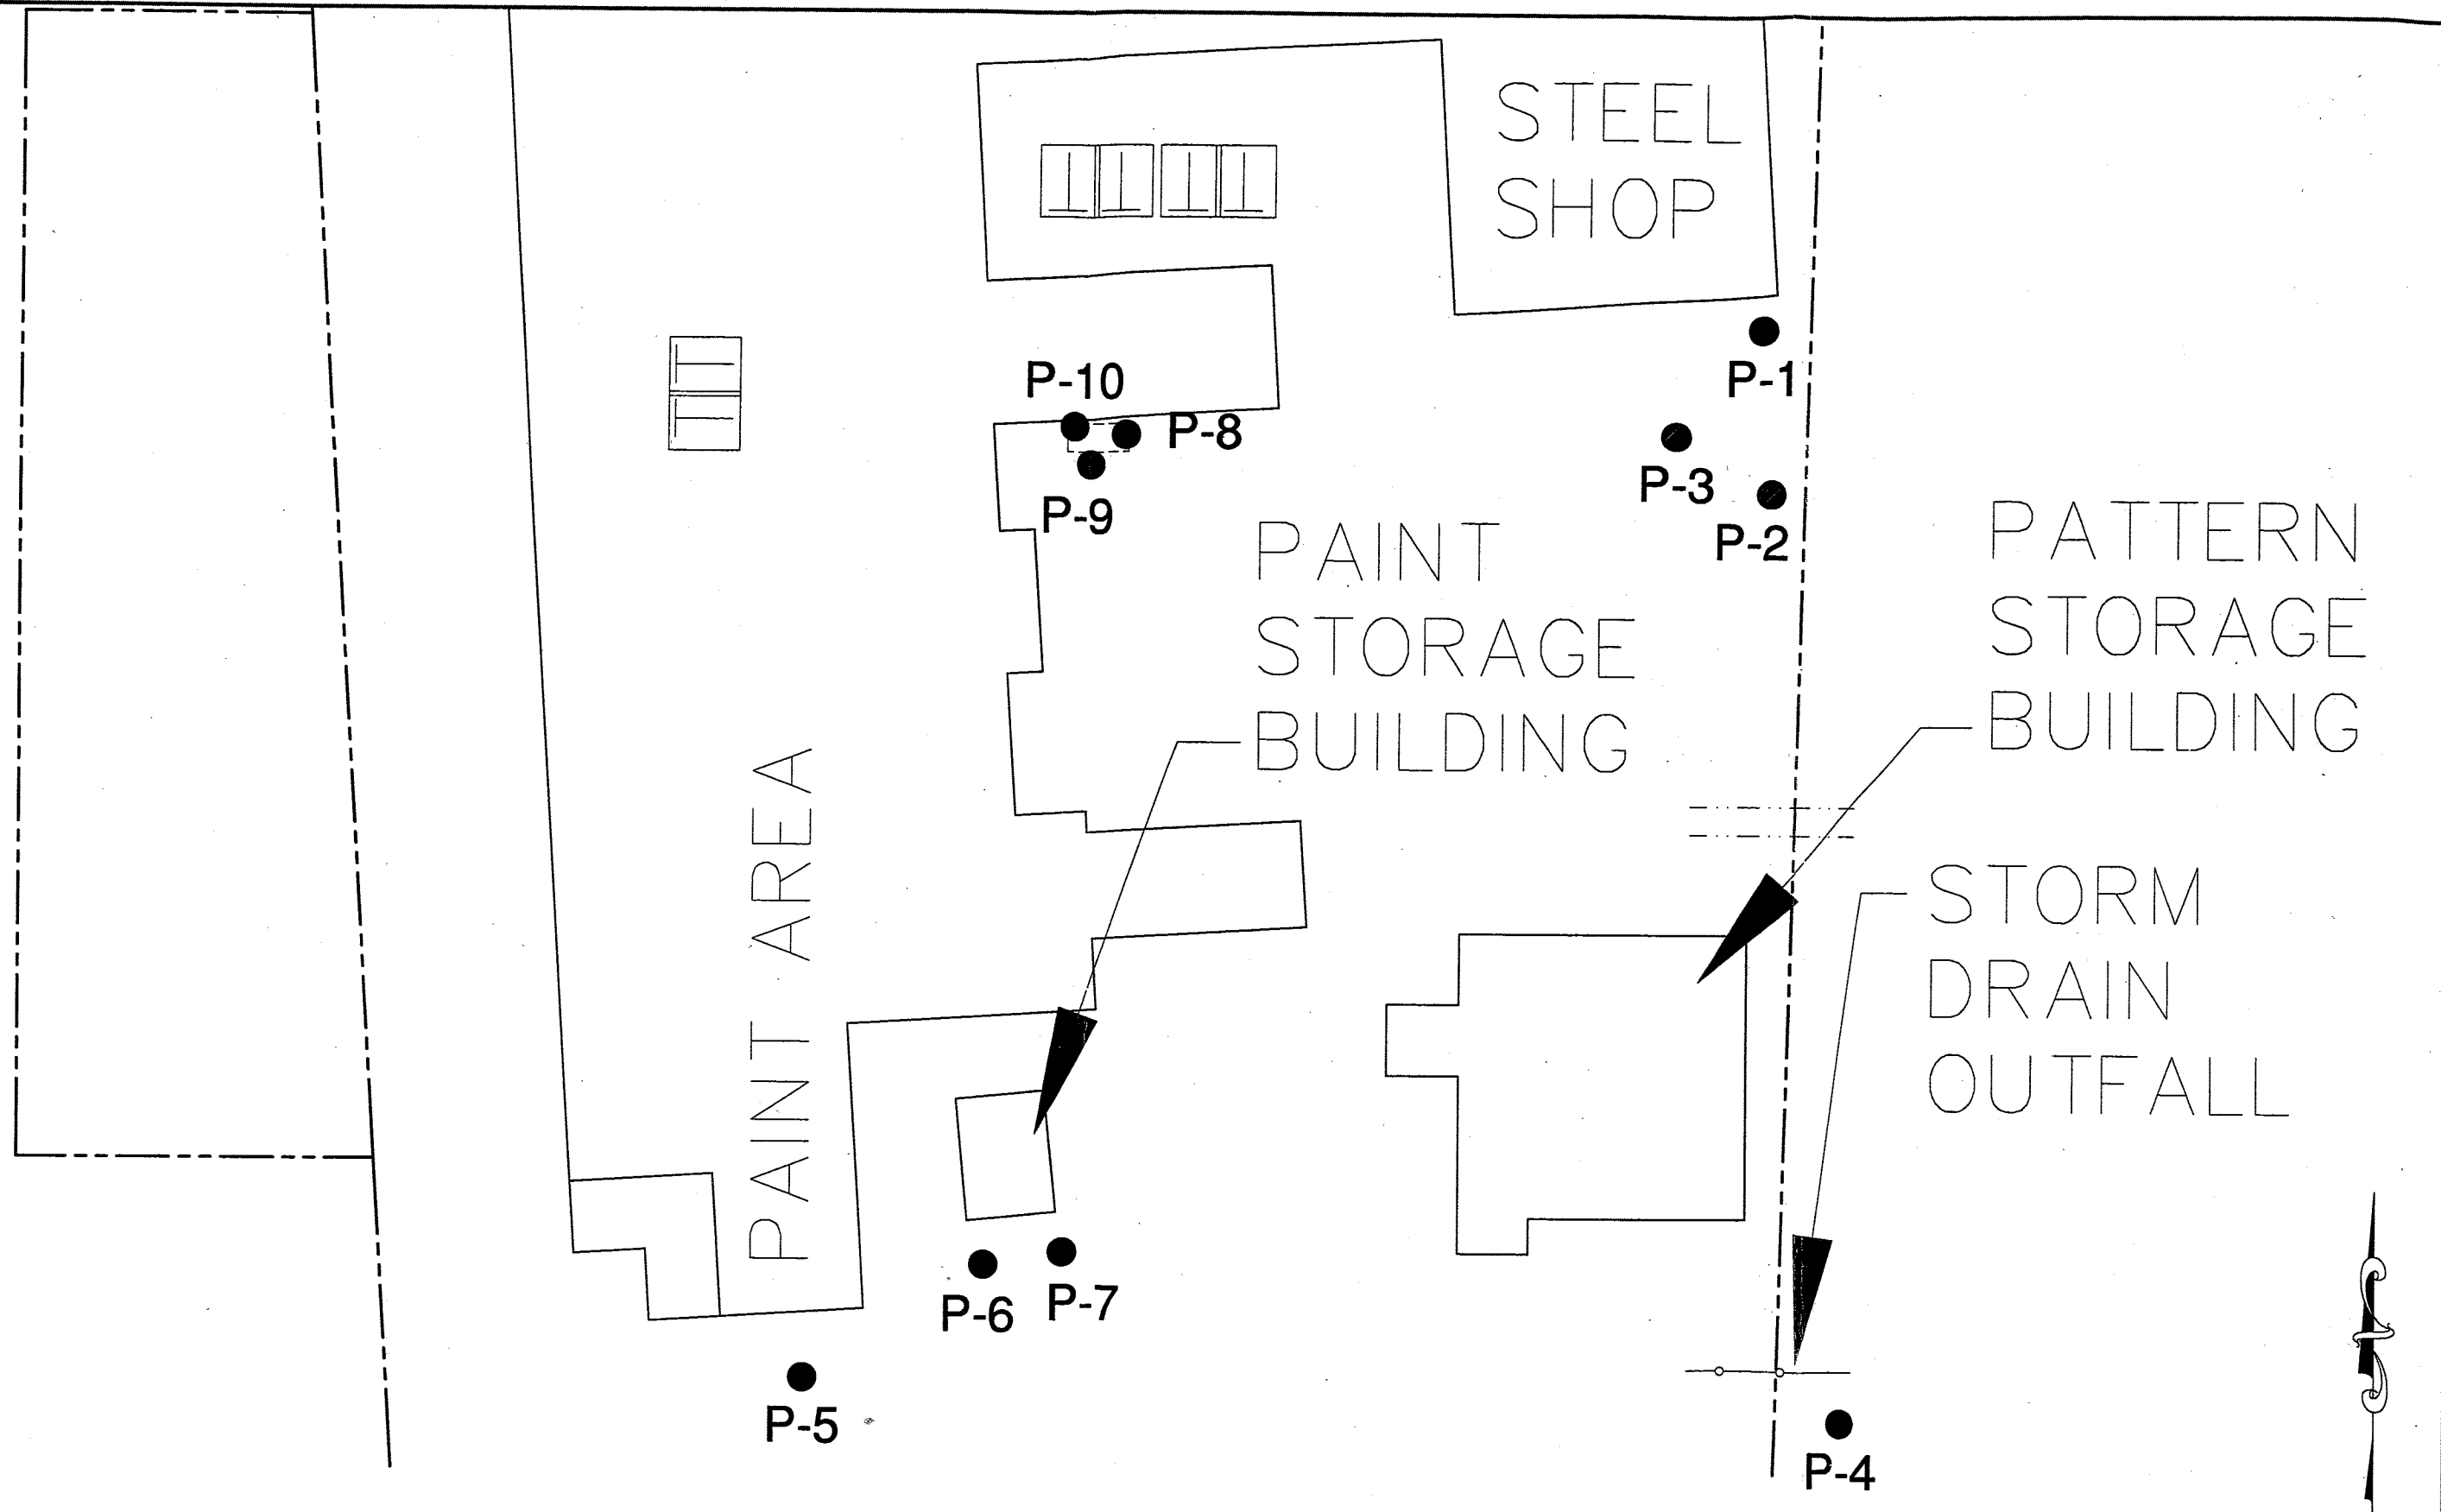 STEEL
SHOP
P-1
P-10
P-8
P-3
P-9
P-2
PAINT
STORAGE
BUILDING
PATTERN
STORAGE
BUILDING
PAINT AREA
STORM
DRAIN
OUTFALL
P-6
P-7
P-5
P-4